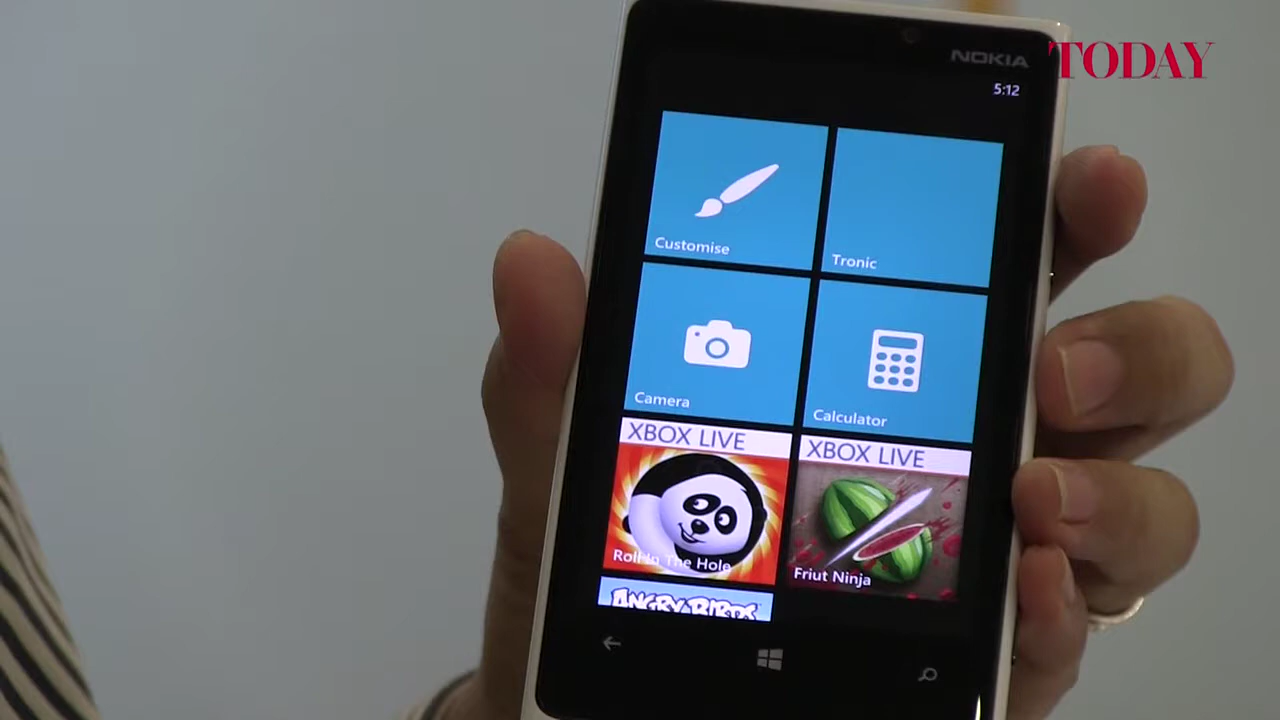 TODAY
NOKIA
5:12
Customise
Tronic
Camera
Calculator
XBOX LIVE
XBOX LIVE
Roll In The Hole
Friut Ninja
ANGRY BIRDS